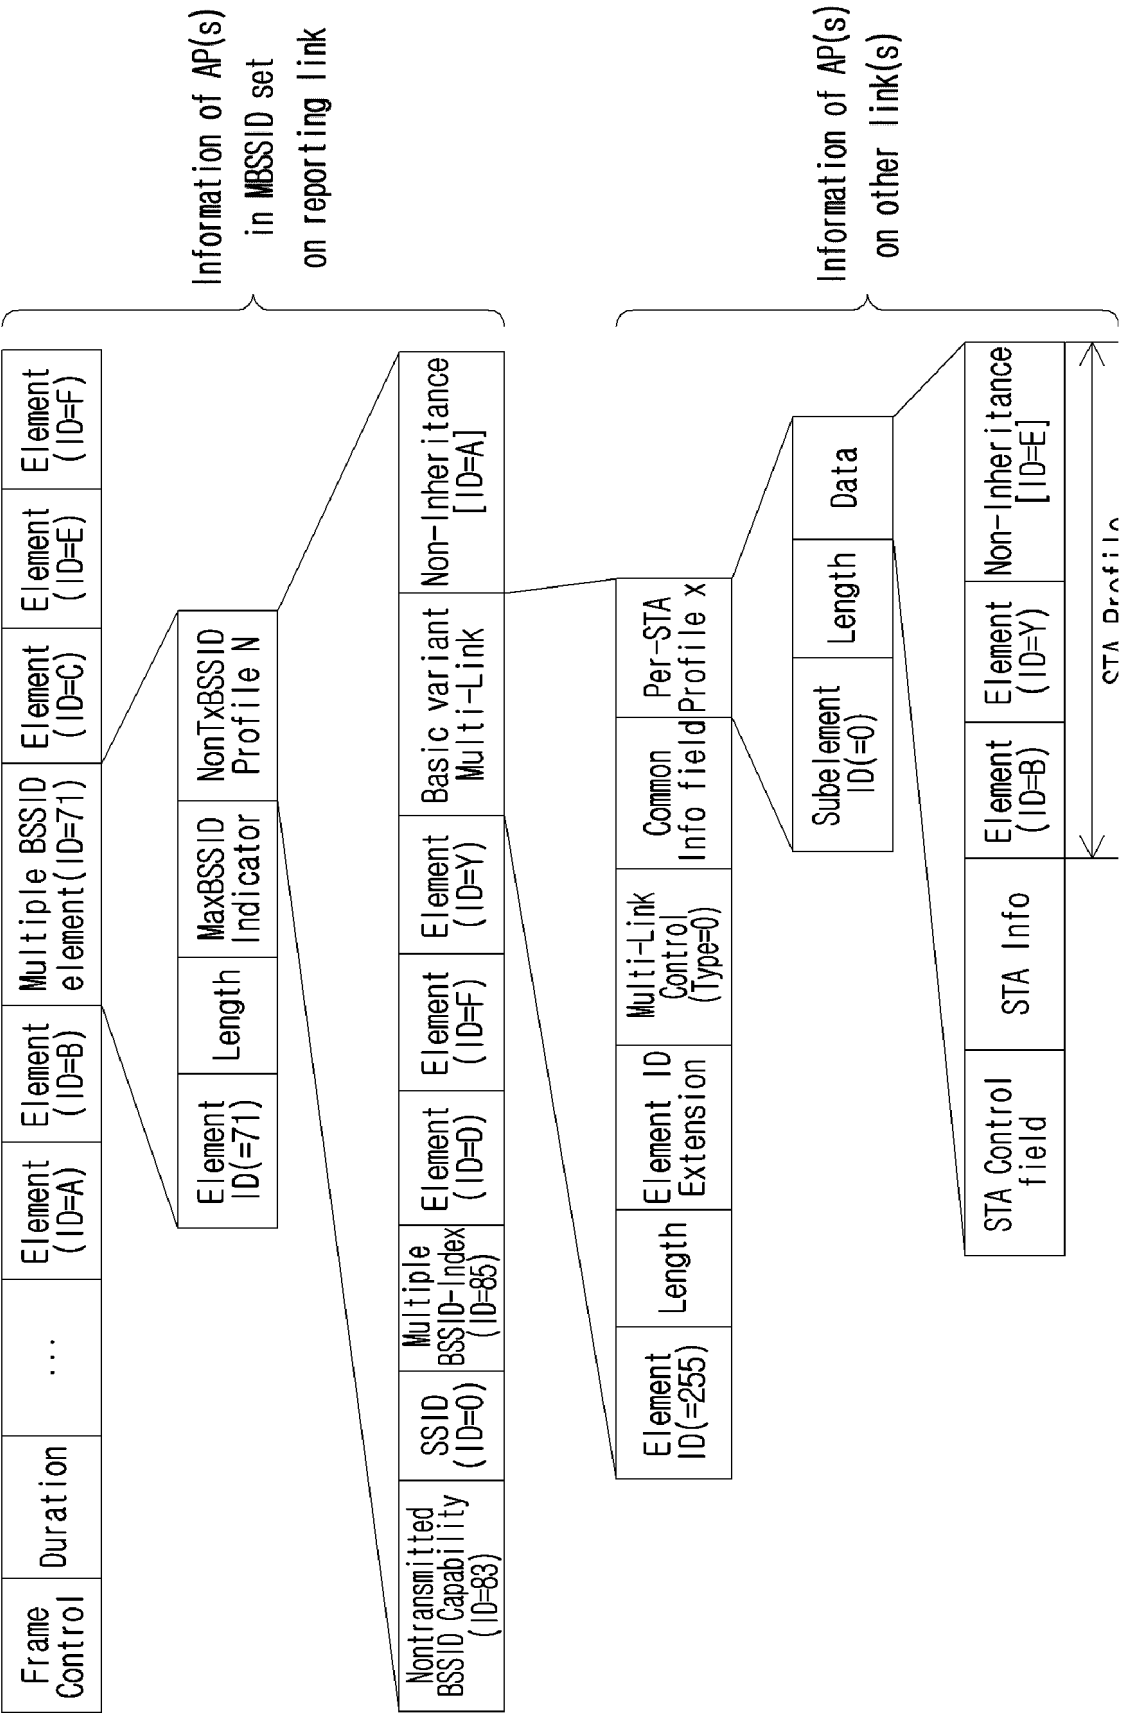 Frame
Control
Duration
...
Element
(ID=A)
Element
(ID=B)
Multiple BSSID
element(ID=71)
Element
(ID=C)
Element
(ID=E)
Element
(ID=F)
Information of AP(s)
in MBSSID set
on reporting link
Element
ID(=71)
Length
MaxBSSID
Indicator
NonTxBSSID
Profile N
Nontransmitted
BSSID Capability
(ID=83)
SSID
(ID=0)
Multiple
BSSID-Index
(ID=85)
Element
(ID=D)
Element
(ID=F)
Element
(ID=Y)
Basic variant
Multi-Link
Non-Inheritance
[ID=A]
Element
ID(=255)
Length
Element ID
Extension
Multi-Link
Control
(Type=0)
Common
Info field
Per-STA
Profile x
Information of AP(s)
on other link(s)
Subelement
ID(=0)
Length
Data
STA Control
field
STA Info
Element
(ID=B)
Element
(ID=Y)
Non-Inheritance
[ID=E]
STA Profile